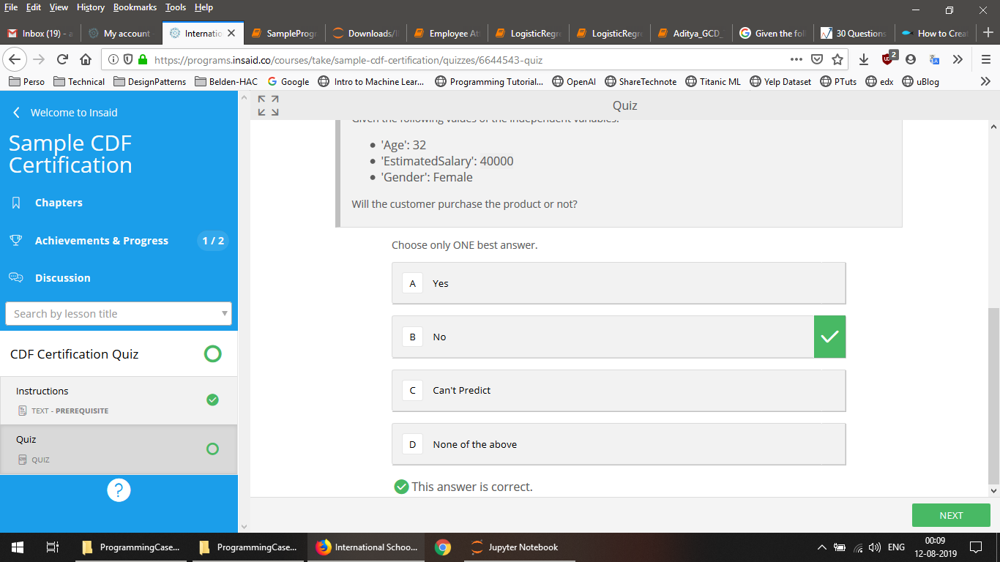 File Edit View History Bookmarks Tools Help
Inbox (19) - a
My account
Internatio
SampleProgr
Downloads/
Employee At
LogisticRegre
LogisticRegre
Aditya_GCD_
Given the fol
30 Questions
How to Creat
https://programs.insaid.co/courses/take/sample-cdf-certification/quizzes/6644543-quiz
2
Perso Technical DesignPatterns Belden-HAC Google Intro to Machine Lear... Programming Tutorial... OpenAI ShareTechnote Titanic ML Yelp Dataset PTuts edx uBlog
Welcome to Insaid
Sample CDF
Certification
Chapters
Achievements & Progress 1 / 2
Discussion
Search by lesson title
CDF Certification Quiz
Instructions
TEXT - PREREQUISITE
Quiz
QUIZ
?
Quiz
Given the following values of the independent variables:
• 'Age': 32
• 'EstimatedSalary': 40000
• 'Gender': Female
Will the customer purchase the product or not?
Choose only ONE best answer.
A Yes
B No
C Can't Predict
D None of the above
This answer is correct.
NEXT
ProgrammingCase...
ProgrammingCase...
International Schoo...
Jupyter Notebook
ENG
00:09
12-08-2019